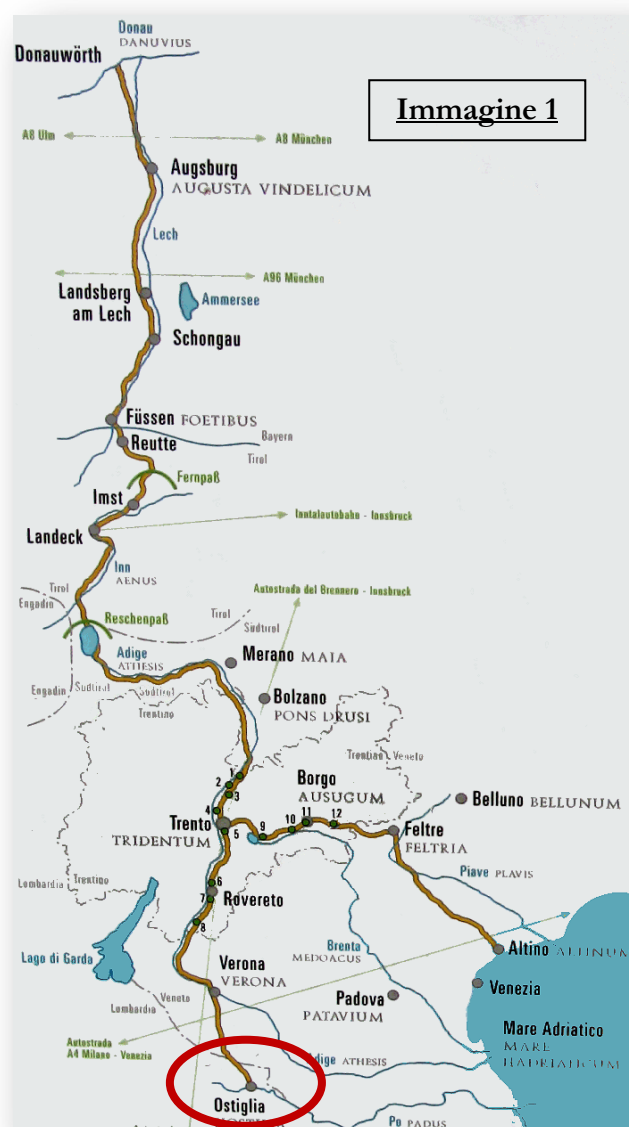 Donau
DANUVIUS
Donauwörth
Immagine 1
A8 Ulm
A8 München
Augsburg
AUGUSTA VINDELICUM
Lech
A96 München
Landsberg
am Lech
Ammersee
Schongau
Füssen FOETIBUS
Bayern
Reutte
Tirol
Fernpaß
Imst
Inntalautobahn - Innsbruck
Landeck
Inn
AENUS
Tirol
Engadin
Autostrada del Brennero - Innsbruck
Reschenpaß
Tirol
Südtirol
Adige
ATHESIS
Merano MAIA
Engadin
Südtirol
Südtirol
Trentino
Bolzano
PONS DRUSI
Trentino
Veneto
1
2
3
Borgo
AUSUGUM
Belluno BELLUNUM
4
Trento
TRIDENTUM
5
9
10
11
12
Feltre
FELTRIA
Piave PLAVIS
Lombardia
Trentino
6
7
Rovereto
8
Lago di Garda
Brenta
MEDOACUS
Altino ALTINUM
Verona
VERONA
Venezia
Padova
PATAVIUM
Lombardia
Veneto
Mare Adriatico
MARE
HADRIATICUM
Autostrada
A4 Milano - Venezia
Adige ATHESIS
Ostiglia
Po PADUS